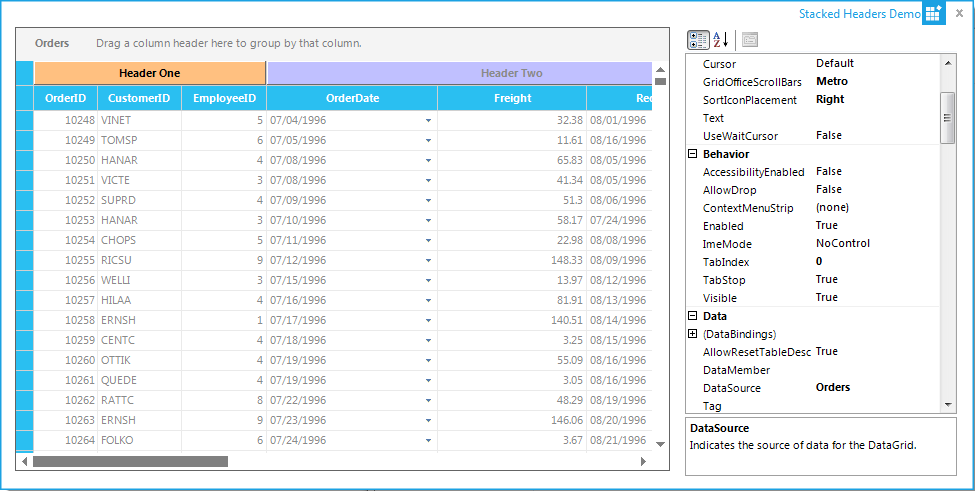 Stacked Headers Demo
Orders Drag a column header here to group by that column.
Header One Header Two
OrderID CustomerID EmployeeID OrderDate Freight Rec
10248 VINET 5 07/04/1996 32.38 08/01/1996
10249 TOMSP 6 07/05/1996 11.61 08/16/1996
10250 HANAR 4 07/08/1996 65.83 08/05/1996
10251 VICTE 3 07/08/1996 41.34 08/05/1996
10252 SUPRD 4 07/09/1996 51.3 08/06/1996
10253 HANAR 3 07/10/1996 58.17 07/24/1996
10254 CHOPS 5 07/11/1996 22.98 08/08/1996
10255 RICSU 9 07/12/1996 148.33 08/09/1996
10256 WELLI 3 07/15/1996 13.97 08/12/1996
10257 HILAA 4 07/16/1996 81.91 08/13/1996
10258 ERNSH 1 07/17/1996 140.51 08/14/1996
10259 CENTC 4 07/18/1996 3.25 08/15/1996
10260 OTTIK 4 07/19/1996 55.09 08/16/1996
10261 QUEDE 4 07/19/1996 3.05 08/16/1996
10262 RATTC 8 07/22/1996 48.29 08/19/1996
10263 ERNSH 9 07/23/1996 146.06 08/20/1996
10264 FOLKO 6 07/24/1996 3.67 08/21/1996
Cursor Default
GridOfficeScrollBars Metro
SortIconPlacement Right
Text
UseWaitCursor False
Behavior
AccessibilityEnabled False
AllowDrop False
ContextMenuStrip (none)
Enabled True
ImeMode NoControl
TabIndex 0
TabStop True
Visible True
Data
(DataBindings)
AllowResetTableDesc True
DataMember
DataSource Orders
Tag
DataSource
Indicates the source of data for the DataGrid.